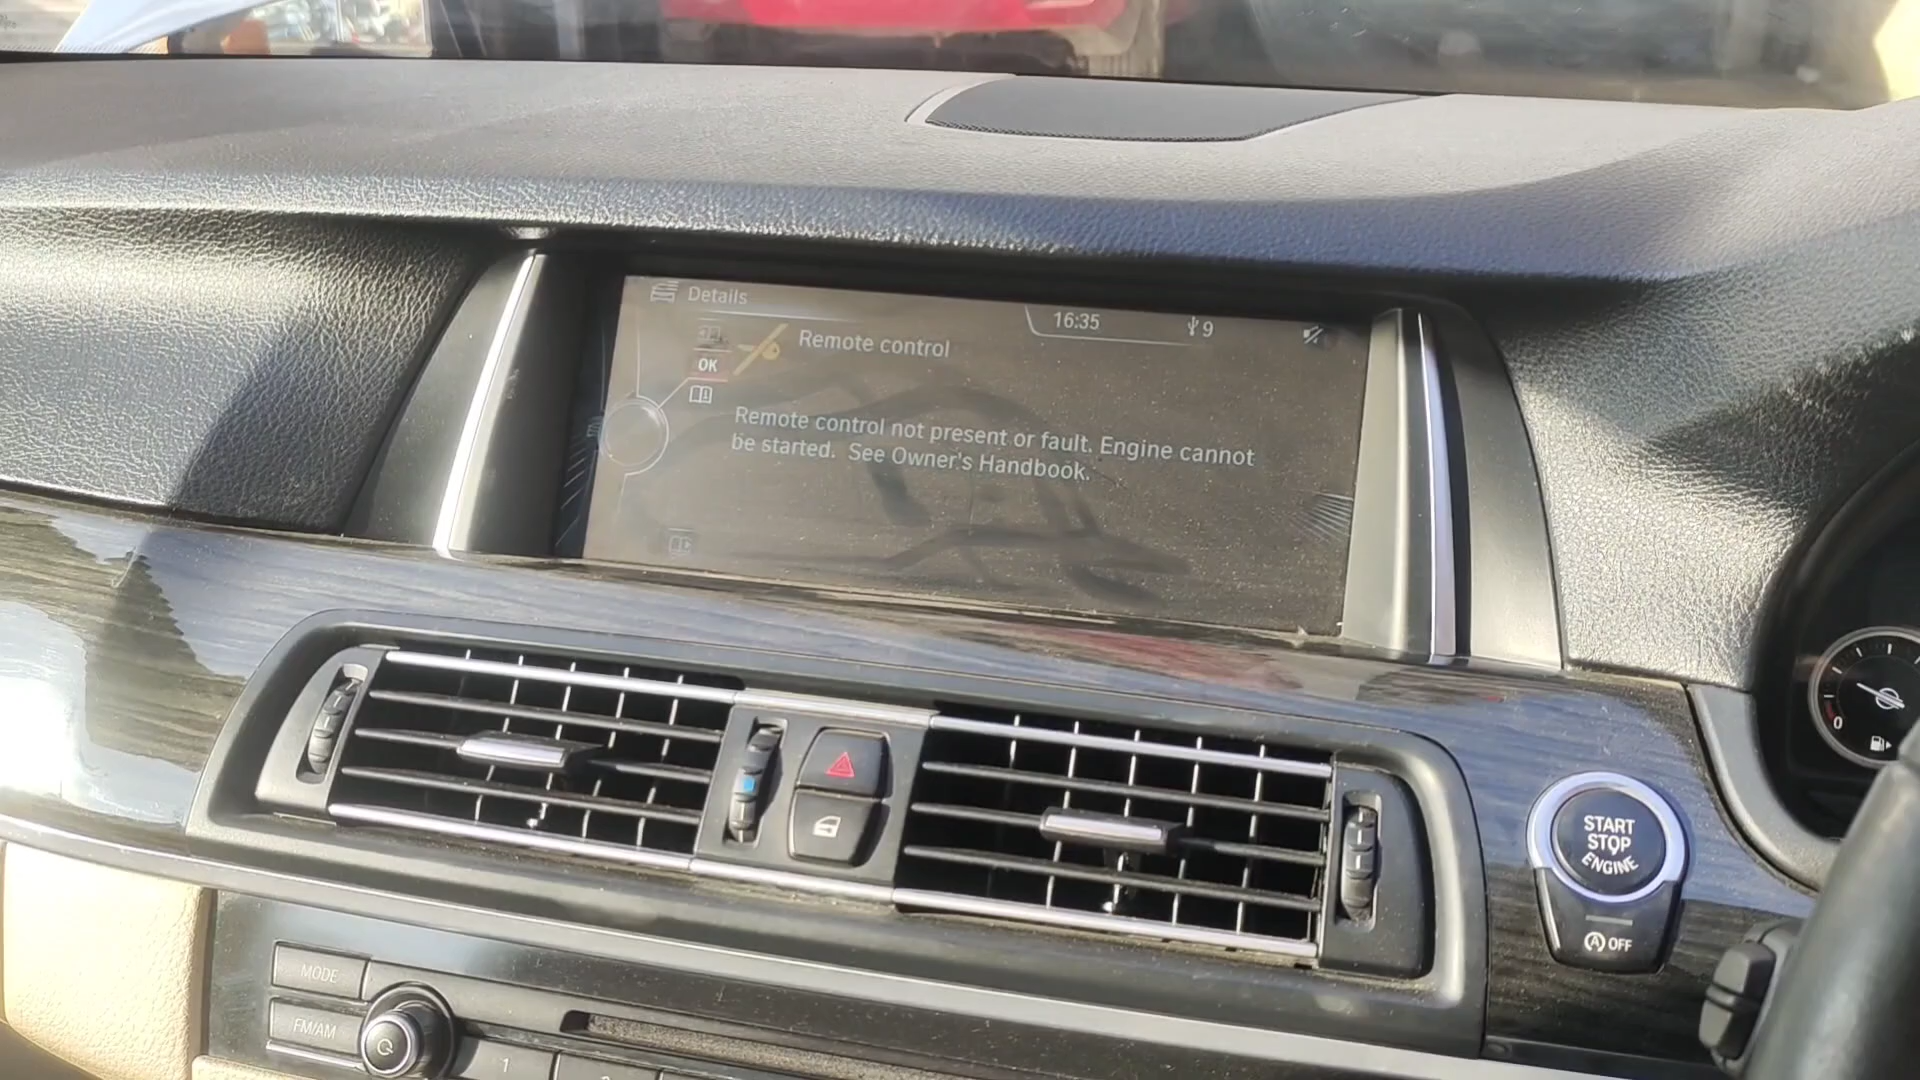 Details
16:35
9
Remote control
OK
Remote control not present or fault. Engine cannot
be started. See Owner's Handbook.
0
START
STOP
ENGINE
A OFF
MODE
FM/AM
1